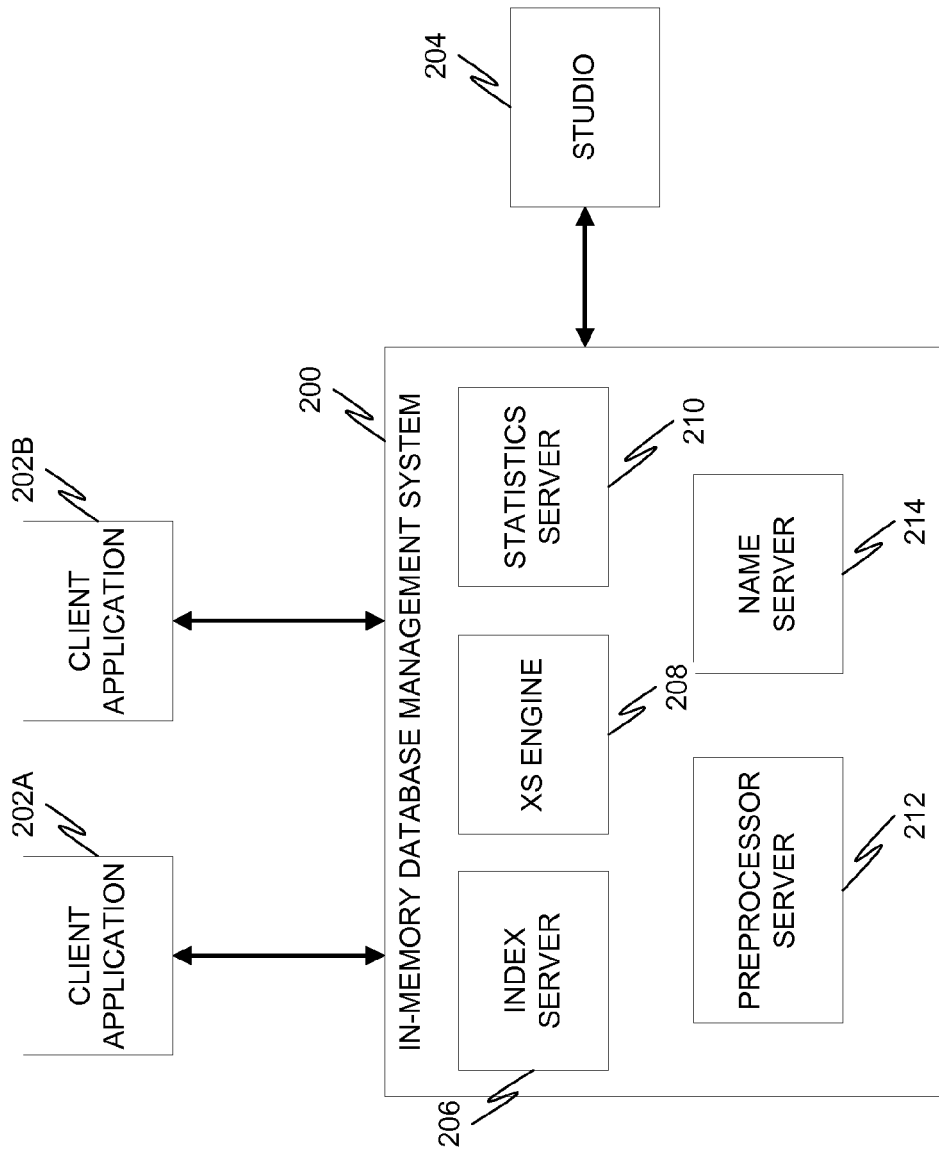 202A
202B
CLIENT
APPLICATION
CLIENT
APPLICATION
200
204
IN-MEMORY DATABASE MANAGEMENT SYSTEM
STUDIO
206
INDEX
SERVER
XS ENGINE
208
STATISTICS
SERVER
210
PREPROCESSOR
SERVER
212
NAME
SERVER
214